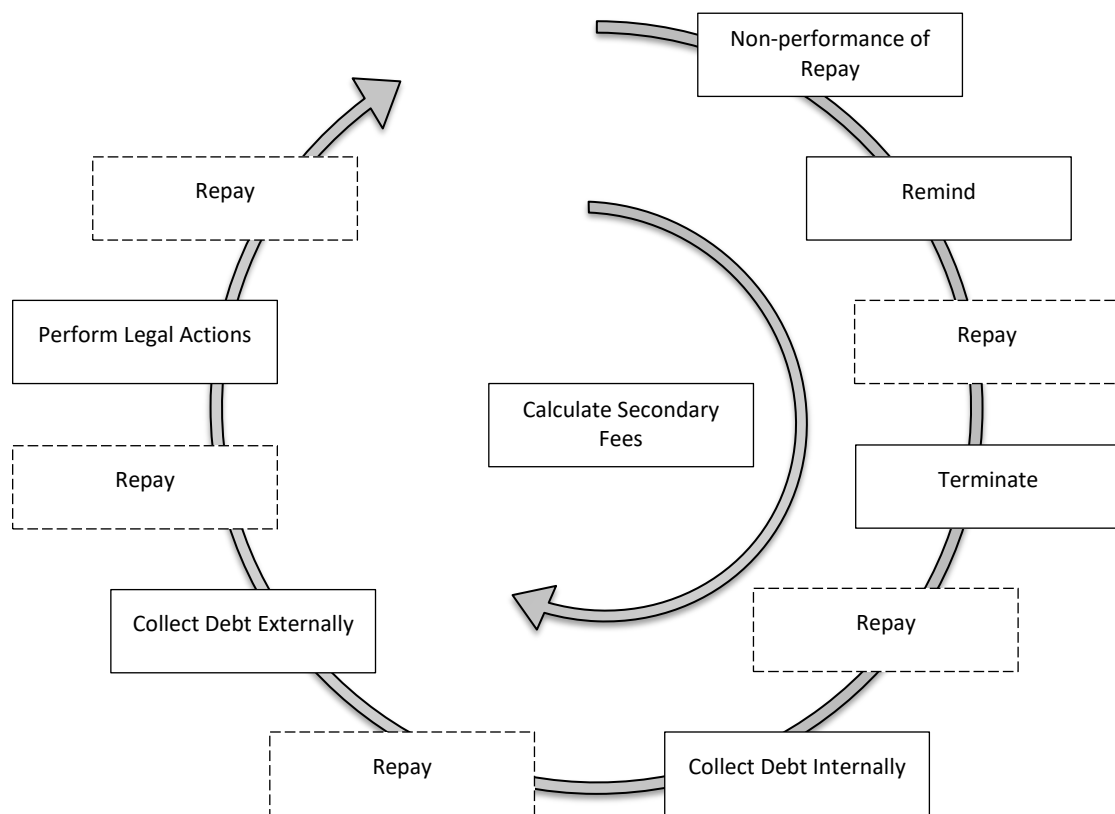 Non-performance of
Repay
Remind
Repay
Terminate
Repay
Collect Debt Internally
Repay
Collect Debt Externally
Repay
Perform Legal Actions
Repay
Calculate Secondary
Fees